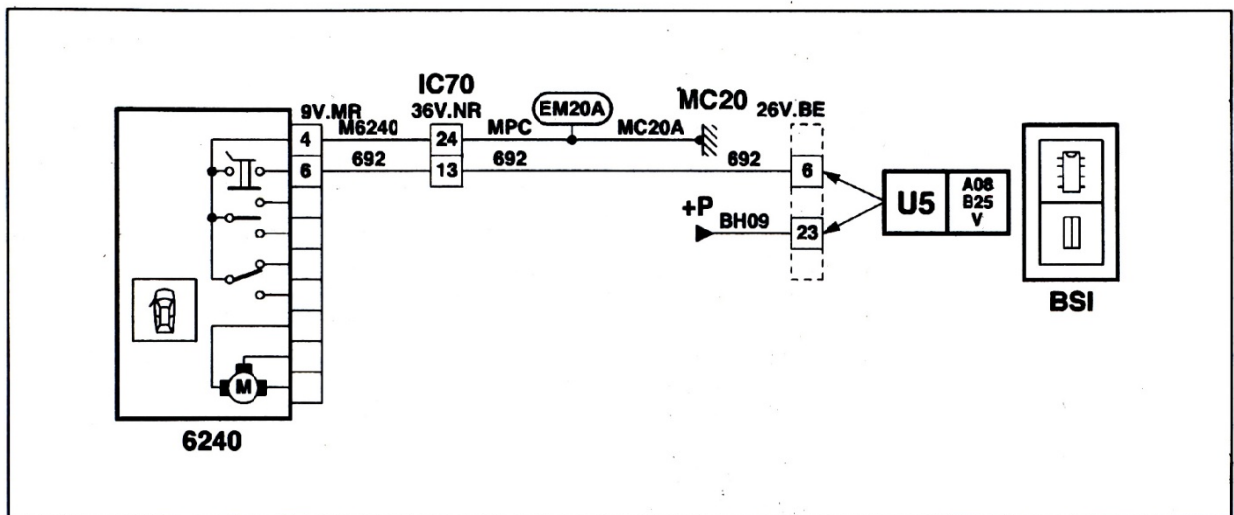 IC70
MC20
9V.MR
36V.NR
EM20A
26V.BE
4
M6240
24
MPC
MC20A
6
692
13
692
692
6
U5
A08
B25
V
+P
BH09
23
BSI
M
6240